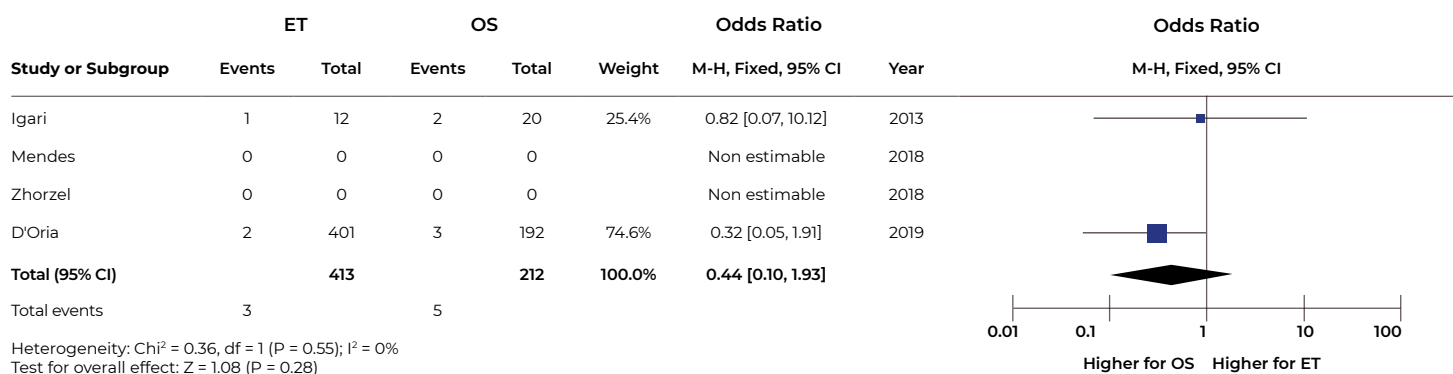 ET OS Odds Ratio Odds Ratio
Study or Subgroup Events Total Events Total Weight M-H, Fixed, 95% CI Year M-H, Fixed, 95% CI
Igari 1 12 2 20 25.4% 0.82 [0.07, 10.12] 2013
Mendes 0 0 0 0 Non estimable 2018
Zhorzel 0 0 0 0 Non estimable 2018
D'Oria 2 401 3 192 74.6% 0.32 [0.05, 1.91] 2019
Total (95% CI) 413 212 100.0% 0.44 [0.10, 1.93]
Total events 3 5
0.01 0.1 1 10 100
Heterogeneity: Chi² = 0.36, df = 1 (P = 0.55); I² = 0%
Test for overall effect: Z = 1.08 (P = 0.28)
Higher for OS Higher for ET